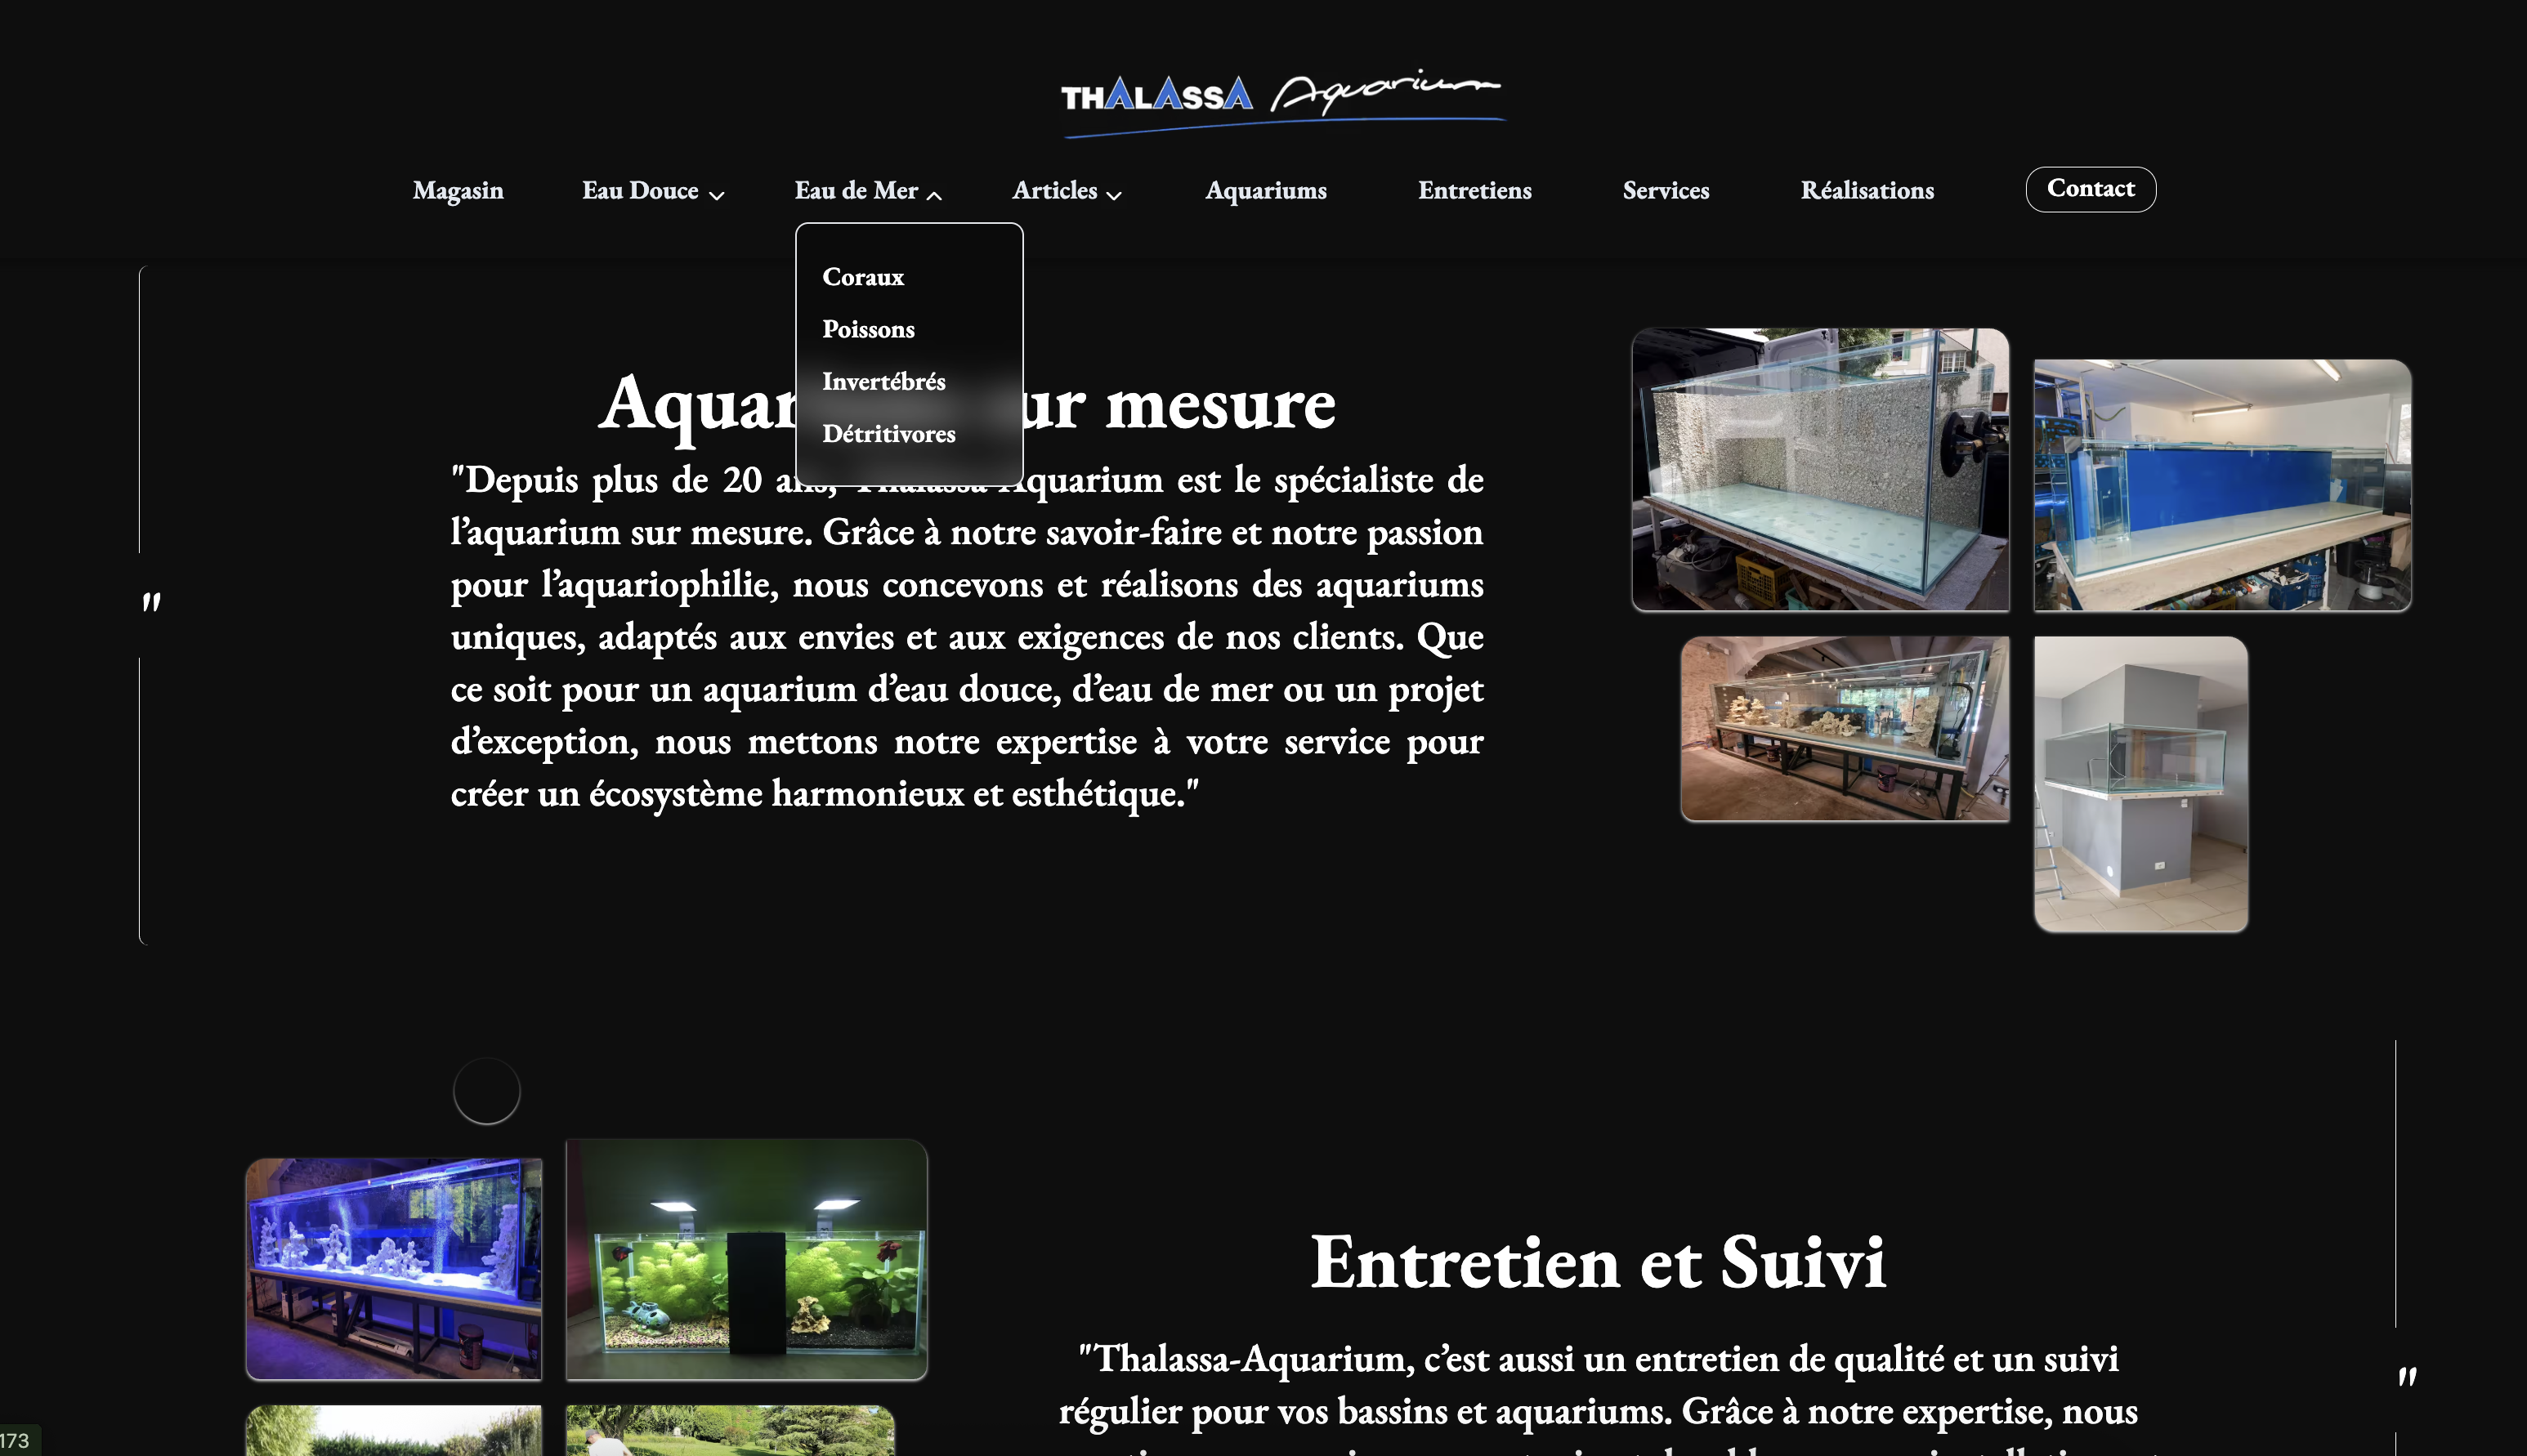 THALASSA Aquarium
Magasin Eau Douce Eau de Mer Articles Aquariums Entretiens Services Réalisations Contact
Coraux
Poissons
Invertébrés
Détritivores
Aquar ur mesure
"Depuis plus de 20 ans, Thalassa-Aquarium est le spécialiste de
l’aquarium sur mesure. Grâce à notre savoir-faire et notre passion
pour l’aquariophilie, nous concevons et réalisons des aquariums
uniques, adaptés aux envies et aux exigences de nos clients. Que
ce soit pour un aquarium d’eau douce, d’eau de mer ou un projet
d’exception, nous mettons notre expertise à votre service pour
créer un écosystème harmonieux et esthétique."
"
Entretien et Suivi
"Thalassa-Aquarium, c’est aussi un entretien de qualité et un suivi
régulier pour vos bassins et aquariums. Grâce à notre expertise, nous
"
173